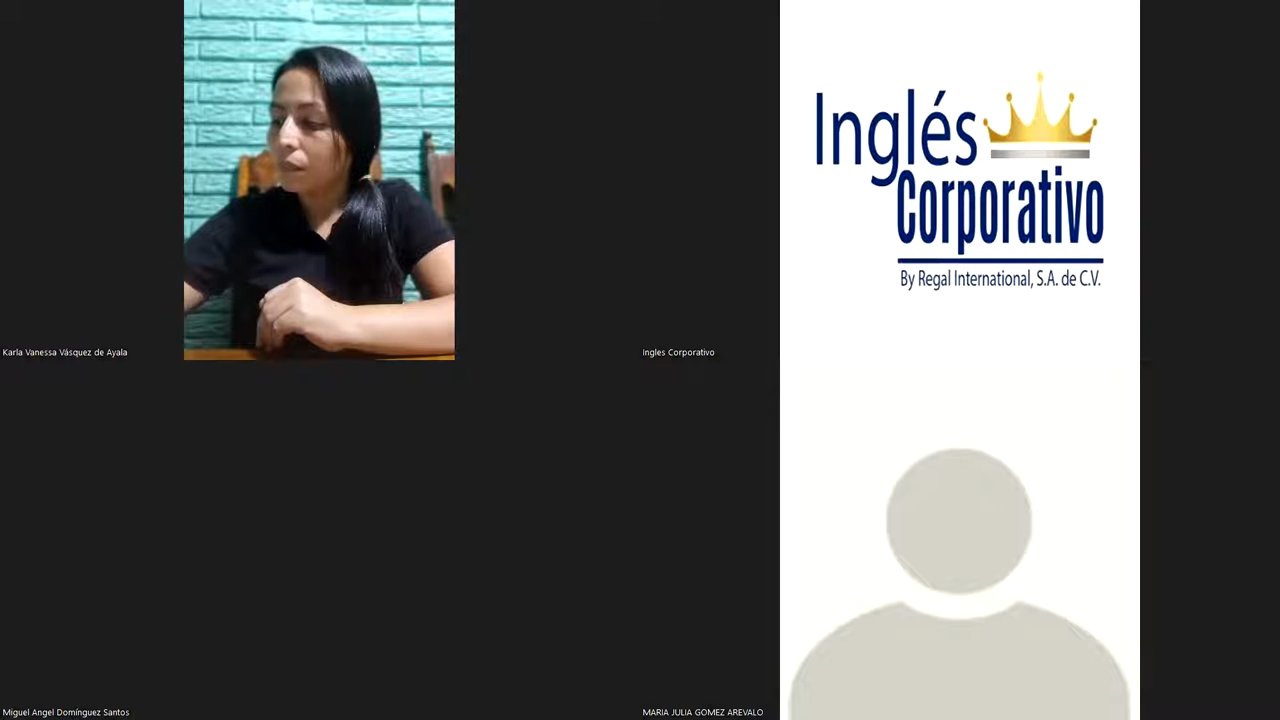 Inglés
Corporativo
By Regal International, S.A. de C.V.
Karla Vanessa Vásquez de Ayala
Ingles Corporativo
Miguel Angel Domínguez Santos
MARIA JULIA GOMEZ AREVALO